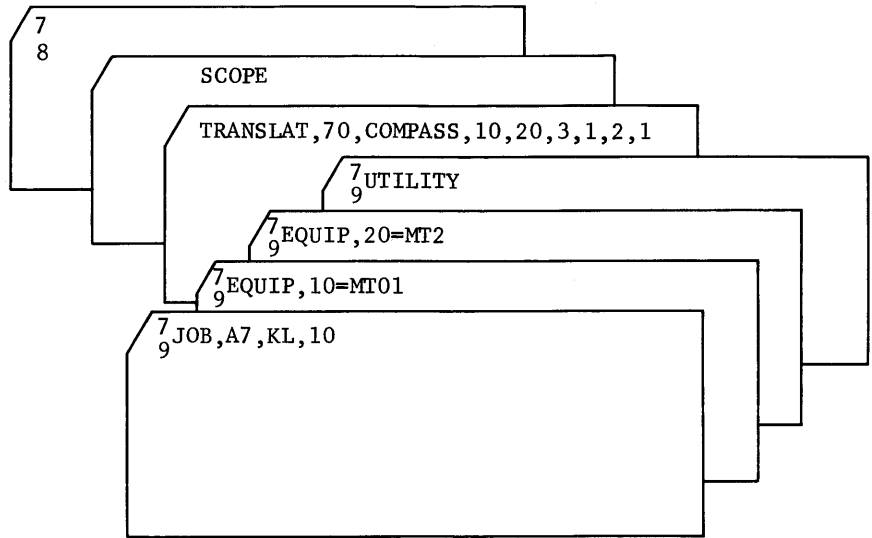 7
8
SCOPE
TRANSLAT,70,COMPASS,10,20,3,1,2,1
7
9UTILITY
7
9EQUIP,20=MT2
7
9EQUIP,10=MT01
7
9JOB,A7,KL,10